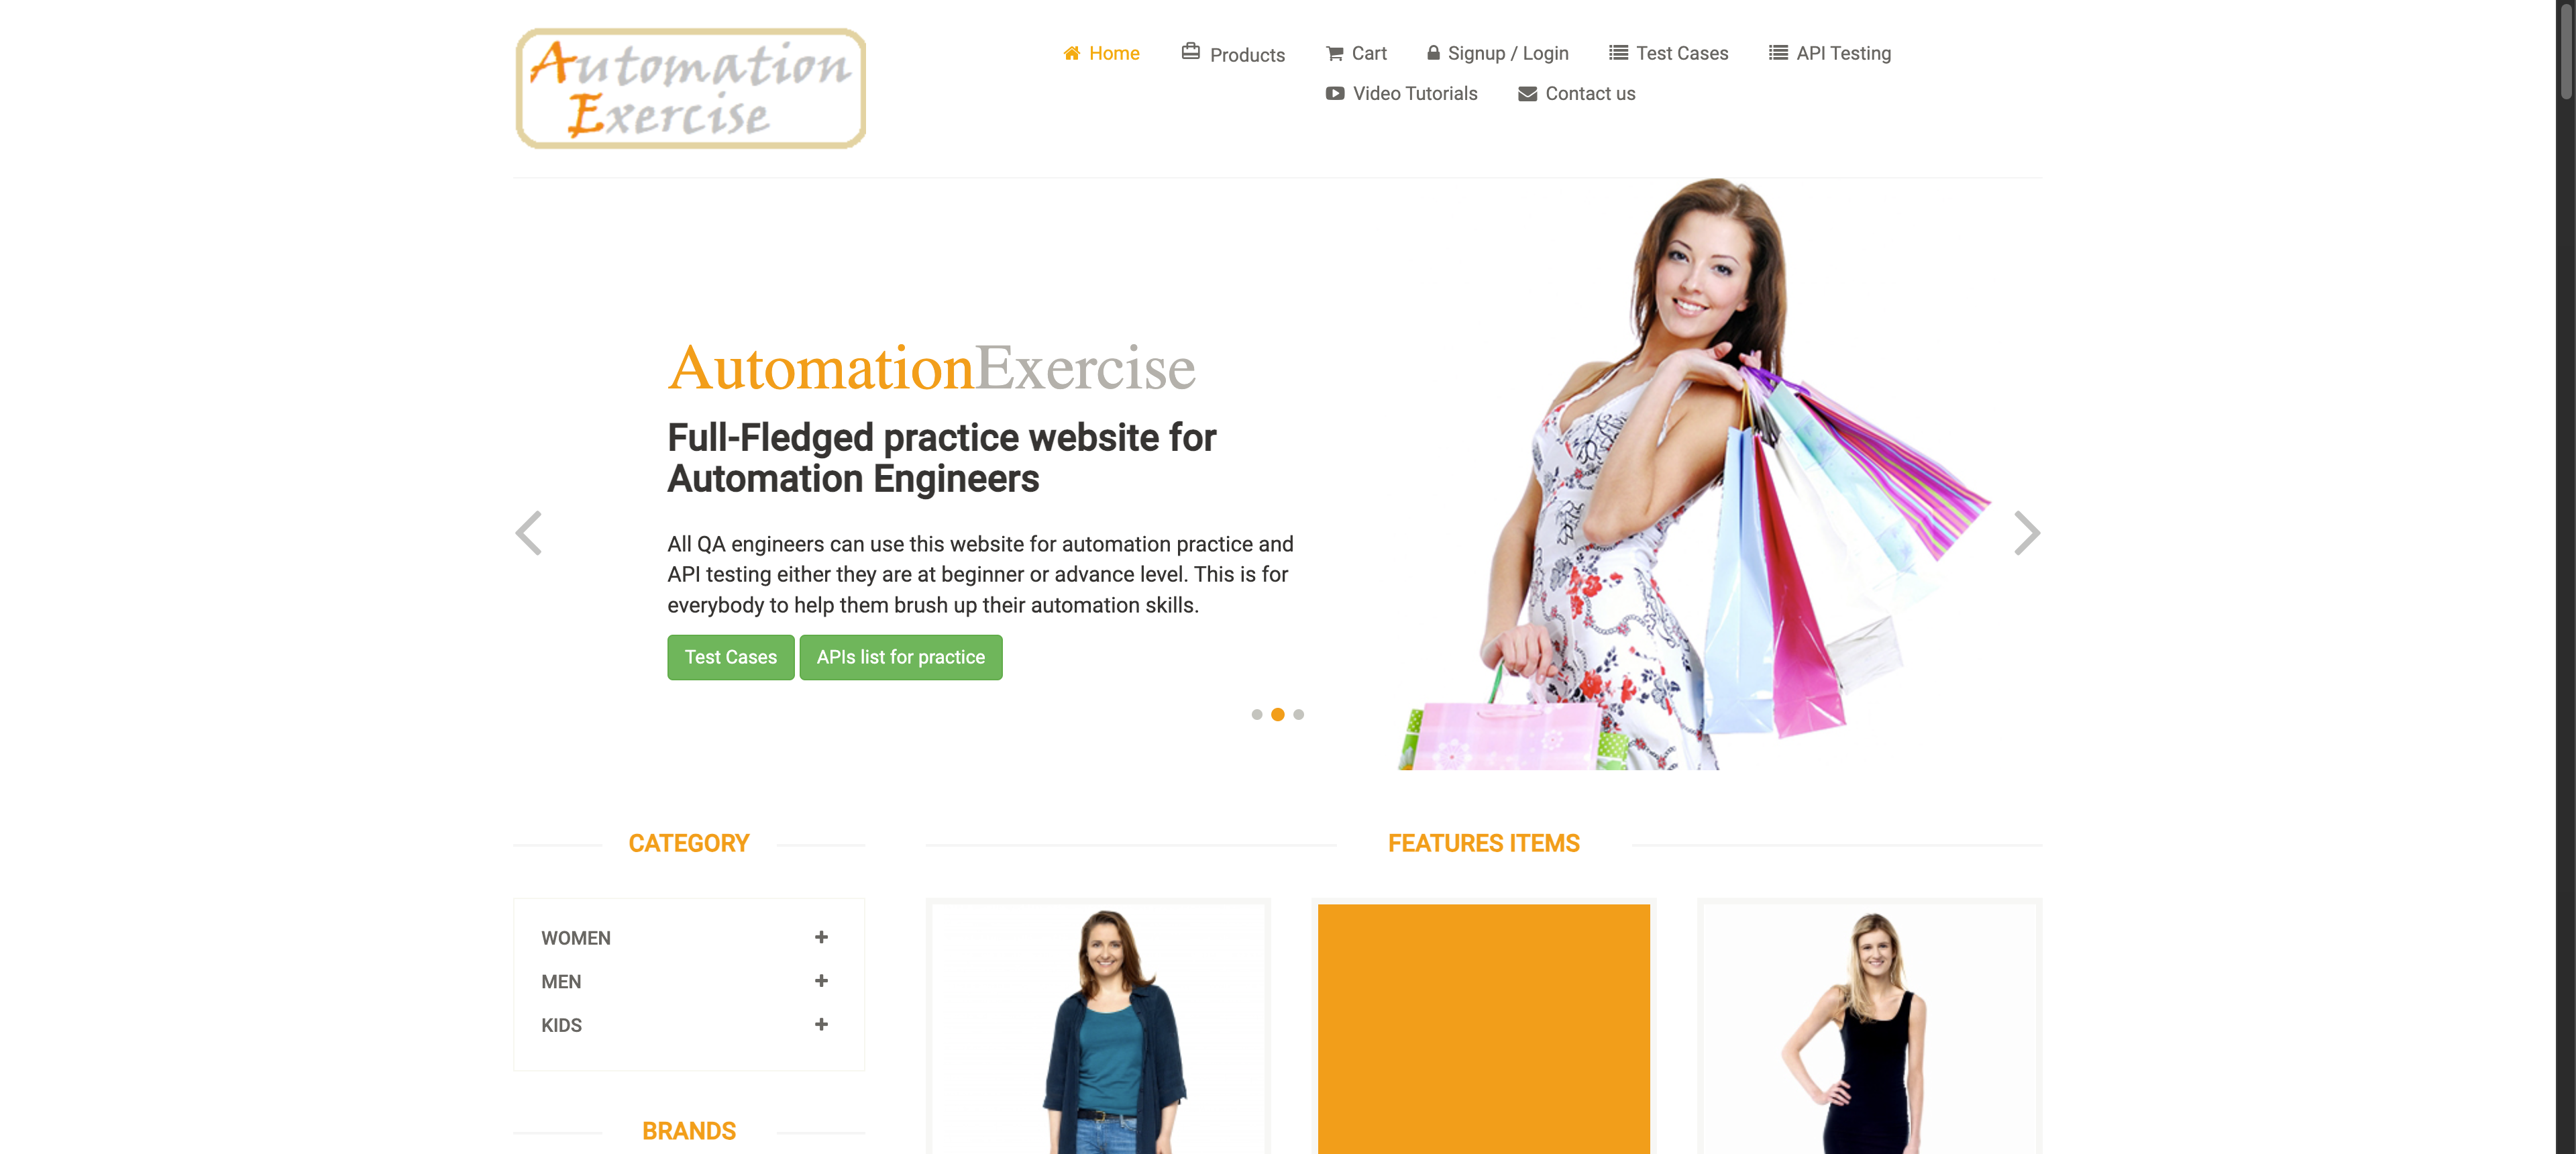 Automation
Exercise
Home Products Cart Signup / Login Test Cases API Testing
Video Tutorials Contact us
AutomationExercise
Full-Fledged practice website for
Automation Engineers
All QA engineers can use this website for automation practice and
API testing either they are at beginner or advance level. This is for
everybody to help them brush up their automation skills.
Test Cases APIs list for practice
CATEGORY
WOMEN
MEN
KIDS
BRANDS
FEATURES ITEMS